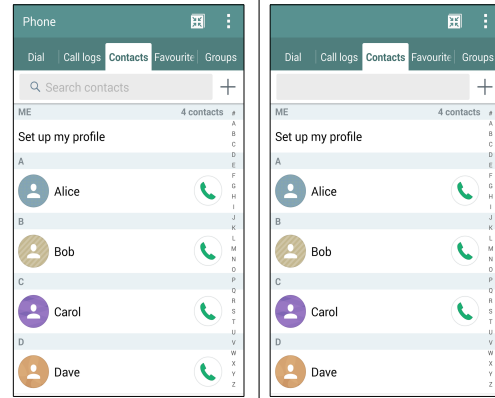 Phone
Dial Call logs Contacts Favourite Groups
Search contacts
ME 4 contacts
Set up my profile
A
Alice
B
Bob
C
Carol
D
Dave
#
A
B
C
D
E
F
G
H
I
J
K
L
M
N
O
P
Q
R
S
T
U
V
W
X
Y
Z
Dial Call logs Contacts Favourite Groups
ME 4 contacts
Set up my profile
A
Alice
B
Bob
C
Carol
D
Dave
#
A
B
C
D
E
F
G
H
I
J
K
L
M
N
O
P
Q
R
S
T
U
V
W
X
Y
Z